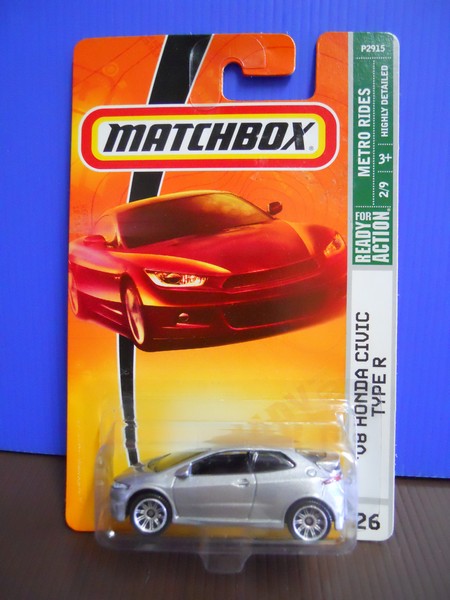 MATCHBOX
P2915
METRO RIDES
HIGHLY DETAILED
2/9 3+
READY FOR ACTION
'08 HONDA CIVIC
TYPE R
26